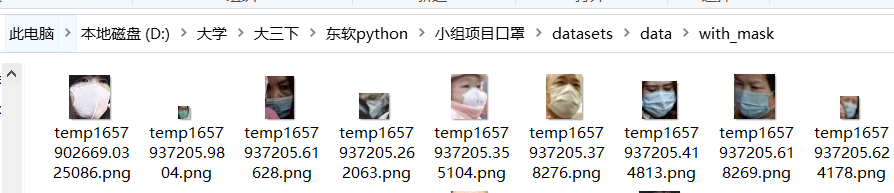 此电脑 > 本地磁盘 (D:) > 大学 > 大三下 > 东软python > 小组项目口罩 > datasets > data > with_mask
temp1657
902669.03
25086.png
temp1657
937205.98
04.png
temp1657
937205.61
628.png
temp1657
937205.26
2063.png
temp1657
937205.35
5104.png
temp1657
937205.37
8276.png
temp1657
937205.41
4813.png
temp1657
937205.61
8269.png
temp1657
937205.62
4178.png